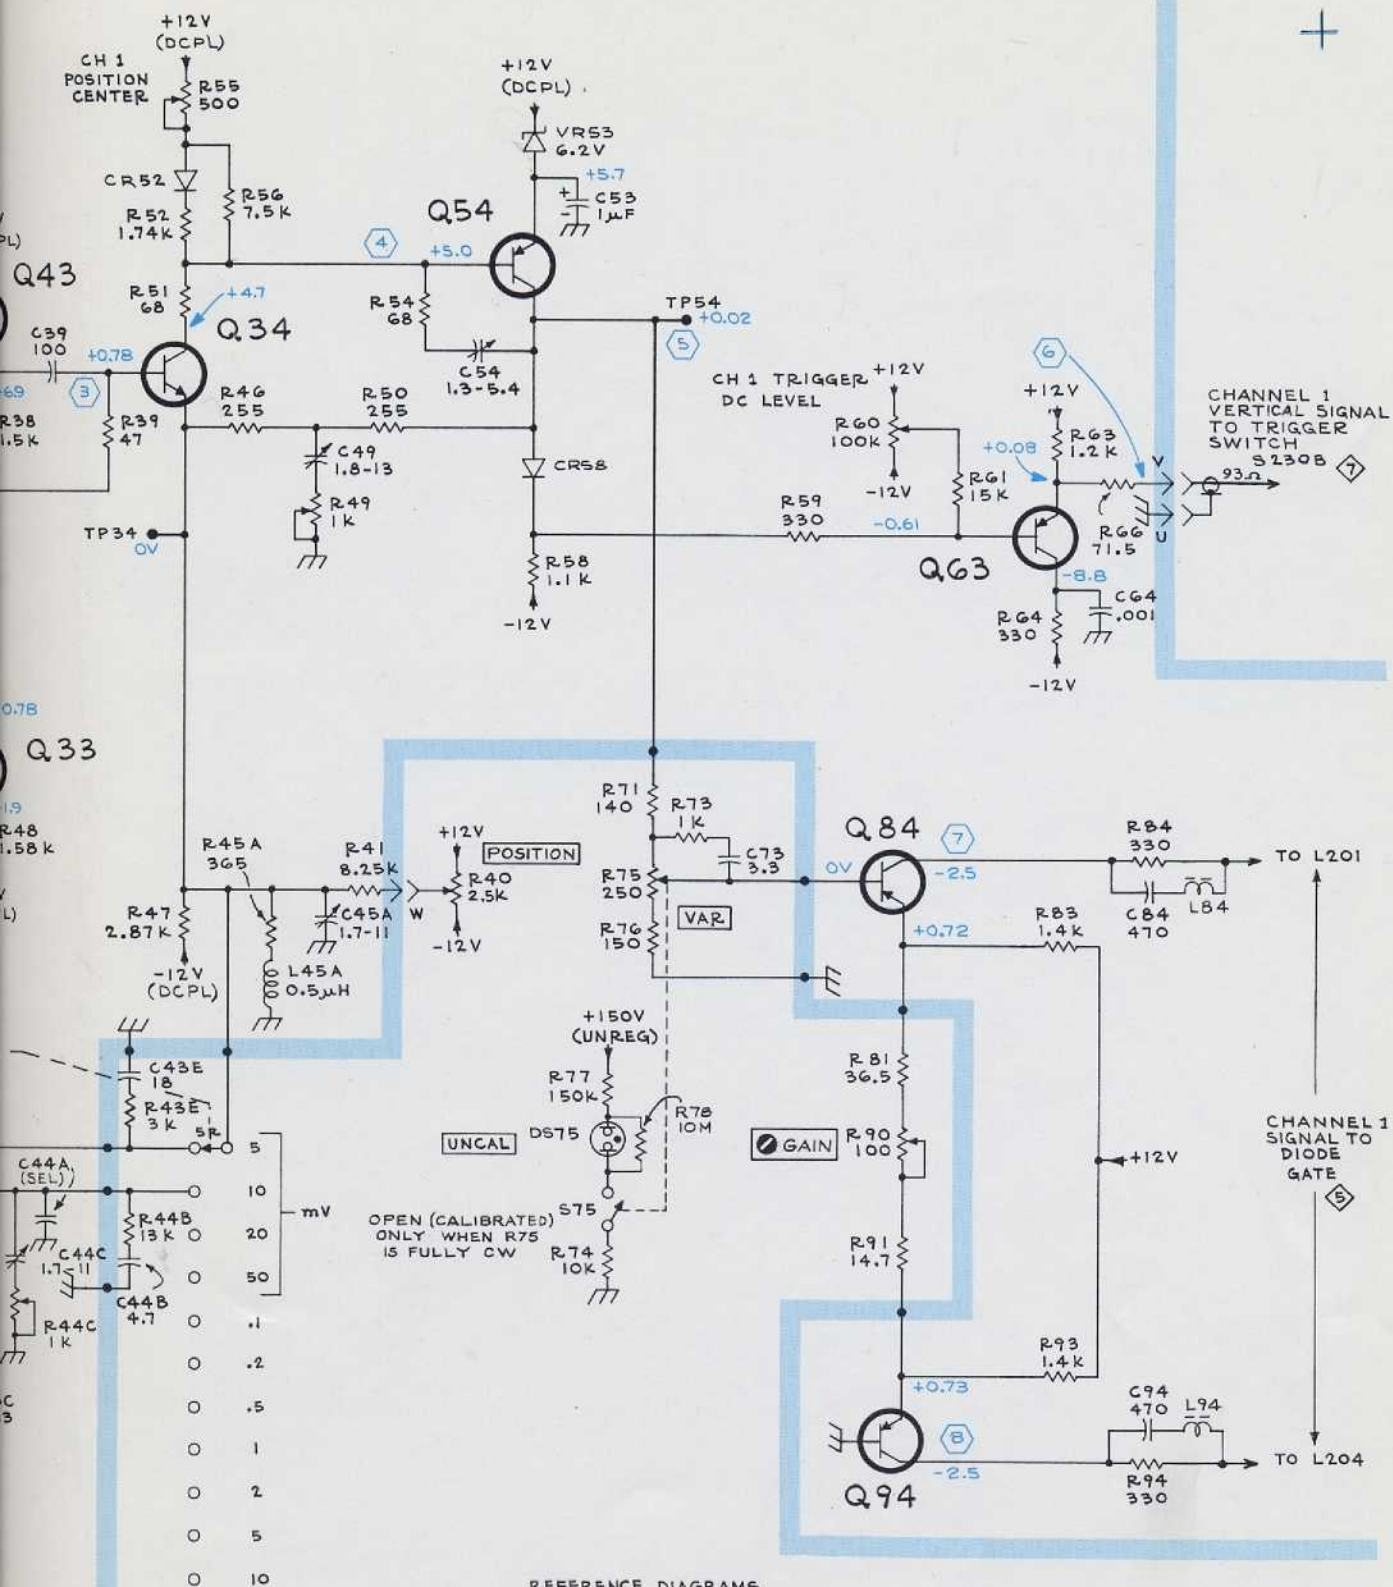 +12V
(DCPL)
CH 1
POSITION
CENTER
R55
500
+12V
(DCPL)
VR53
6.2V
+5.7
+
-
C53
1µF
CR52
R52
1.74K
R56
7.5K
Q54
4
+5.0
Q43
R51
68
+4.7
Q34
R54
68
C54
1.3-5.4
TP54
+0.02
5
C39
100
+0.78
3
R39
47
R38
R46
255
R50
255
C49
1.8-13
R49
1K
CR58
TP34
0V
R58
1.1K
-12V
CH 1 TRIGGER
DC LEVEL
+12V
R60
100K
-12V
R61
15K
R59
330
-0.61
Q63
6
+12V
+0.08
R63
1.2K
V
U
R66
71.5
-8.8
C64
.001
R64
330
-12V
CHANNEL 1
VERTICAL SIGNAL
TO TRIGGER
SWITCH
S230B
7
93Ω
0.78
Q33
R48
1.58K
R45A
365
R41
8.25K
+12V
POSITION
R40
2.5K
W
-12V
C45A
1.7-11
R47
2.87K
-12V
(DCPL)
L45A
0.5µH
R71
140
R73
1K
C73
3.3
R75
250
VAR
R76
150
Q84
0V
7
-2.5
+0.72
R83
1.4K
R84
330
C84
470
L84
TO L201
+150V
(UNREG)
R77
150K
R78
10M
DS75
UNCAL
S75
OPEN (CALIBRATED)
ONLY WHEN R75
IS FULLY CW
R74
10K
R81
36.5
GAIN
R90
100
R91
14.7
+12V
CHANNEL 1
SIGNAL TO
DIODE
GATE
5
R93
1.4K
+0.73
Q94
8
-2.5
C94
470
L94
R94
330
TO L204
C43E
18
R43E
3K
5R
C44A
(SEL)
R44B
13K
C44C
1.7-11
C44B
4.7
R44C
1K
5
10
20
50
mV
.1
.2
.5
1
2
5
10
REFERENCE DIAGRAMS